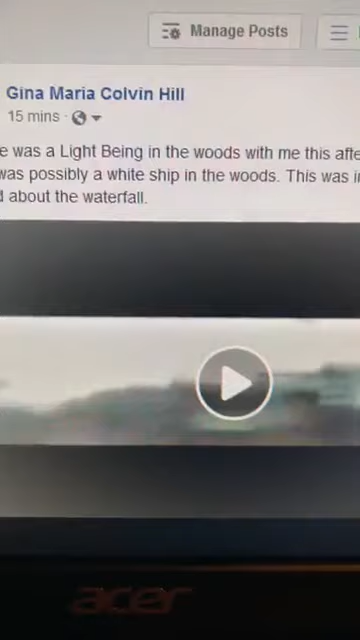 Manage Posts
Gina Maria Colvin Hill
15 mins
e was a Light Being in the woods with me this afte
was possibly a white ship in the woods. This was i
d about the waterfall.
acer